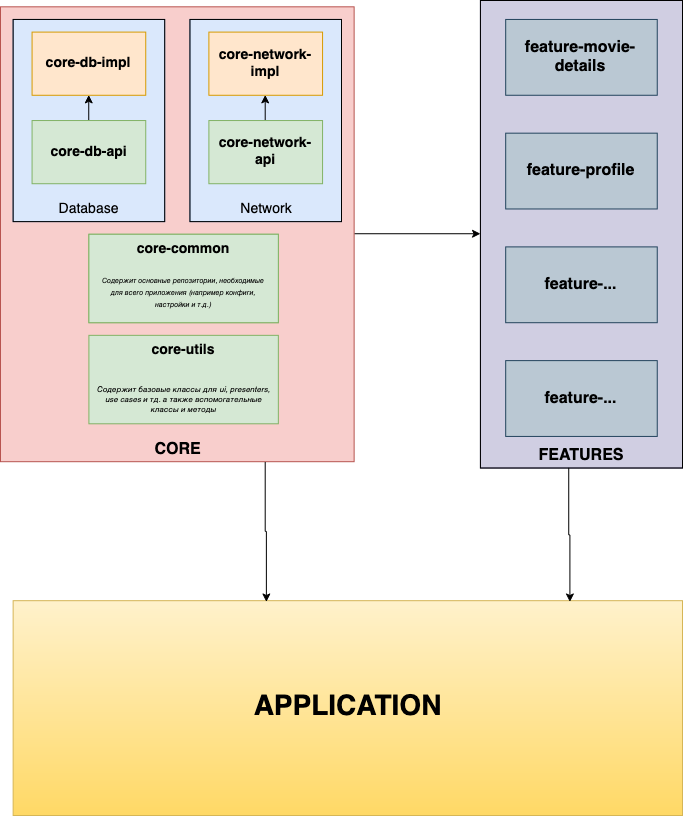 core-db-impl
core-db-api
Database
core-network-
impl
core-network-
api
Network
core-common
Содержит основные репозитории, необходимые
для всего приложения (например конфиги,
настройки и т.д.)
core-utils
Содержит базовые классы для ui, presenters,
use cases и тд. а также вспомогательные
классы и методы
CORE
feature-movie-
details
feature-profile
feature-...
feature-...
FEATURES
APPLICATION